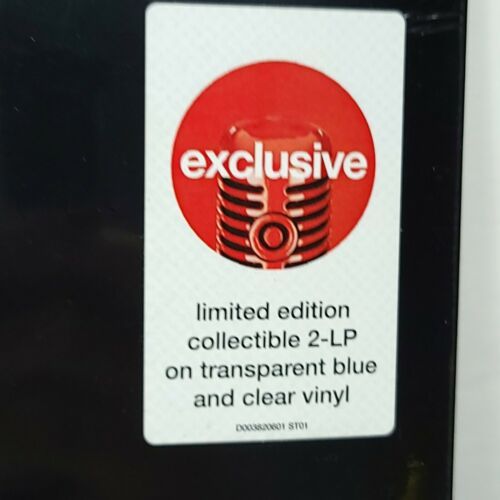 exclusive
limited edition
collectible 2-LP
on transparent blue
and clear vinyl
D003820601 ST01